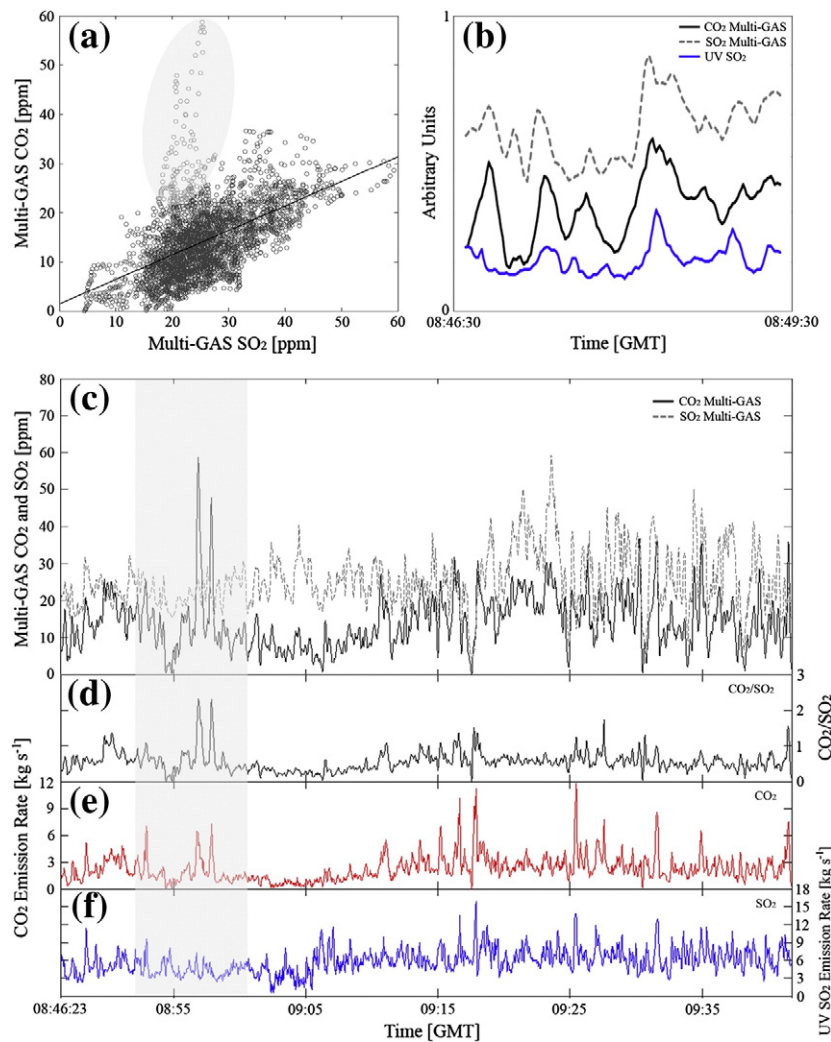 (a)
60
50
40
30
20
10
0
Multi-GAS CO₂ [ppm]
0 10 20 30 40 50 60
Multi-GAS SO₂ [ppm]
(b)
CO₂ Multi-GAS
SO₂ Multi-GAS
UV SO₂
1
0
Arbitrary Units
08:46:30 08:49:30
Time [GMT]
(c)
CO₂ Multi-GAS
SO₂ Multi-GAS
80
70
60
50
40
30
20
10
0
Multi-GAS CO₂ and SO₂ [ppm]
(d)
CO₂/SO₂
3
2
1
0
CO₂/SO₂
(e)
CO₂
12
9
6
3
0
CO₂ Emission Rate [kg s⁻¹]
(f)
SO₂
18
15
12
9
6
3
0
UV SO₂ Emission Rate [kg s⁻¹]
08:46:23 08:55 09:05 09:15 09:25 09:35
Time [GMT]